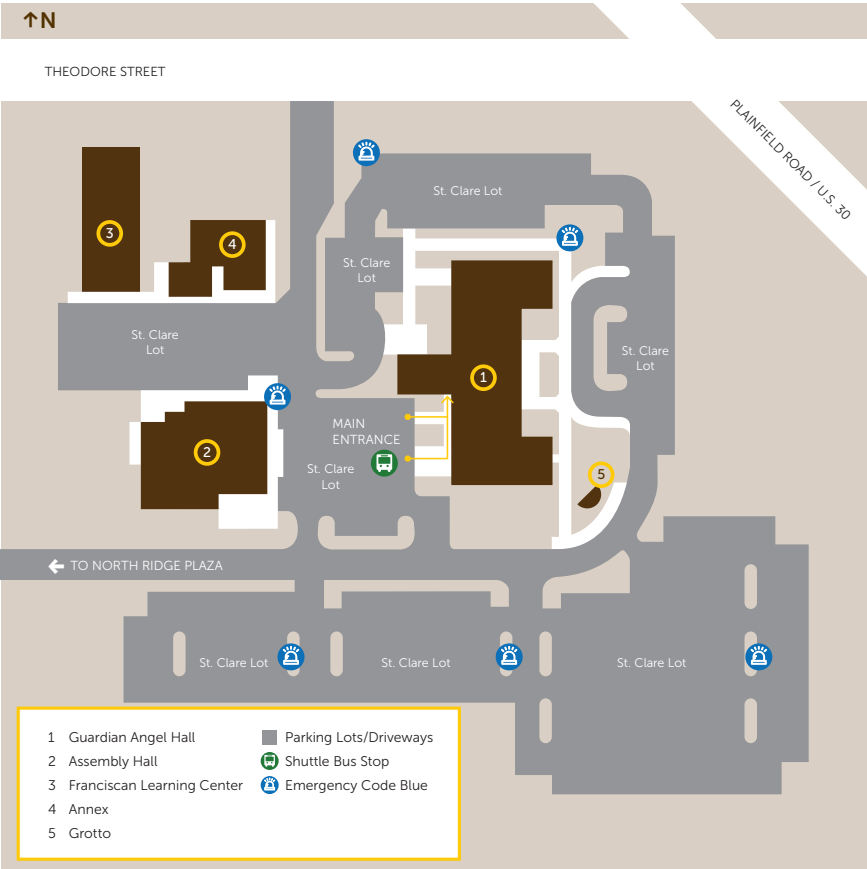 ↑N
THEODORE STREET
PLAINFIELD ROAD / U.S. 30
St. Clare Lot
3
4
St. Clare
Lot
St. Clare
Lot
St. Clare
Lot
1
MAIN
ENTRANCE
2
St. Clare
Lot
5
← TO NORTH RIDGE PLAZA
St. Clare Lot
St. Clare Lot
St. Clare Lot
1 Guardian Angel Hall
2 Assembly Hall
3 Franciscan Learning Center
4 Annex
5 Grotto
Parking Lots/Driveways
Shuttle Bus Stop
Emergency Code Blue